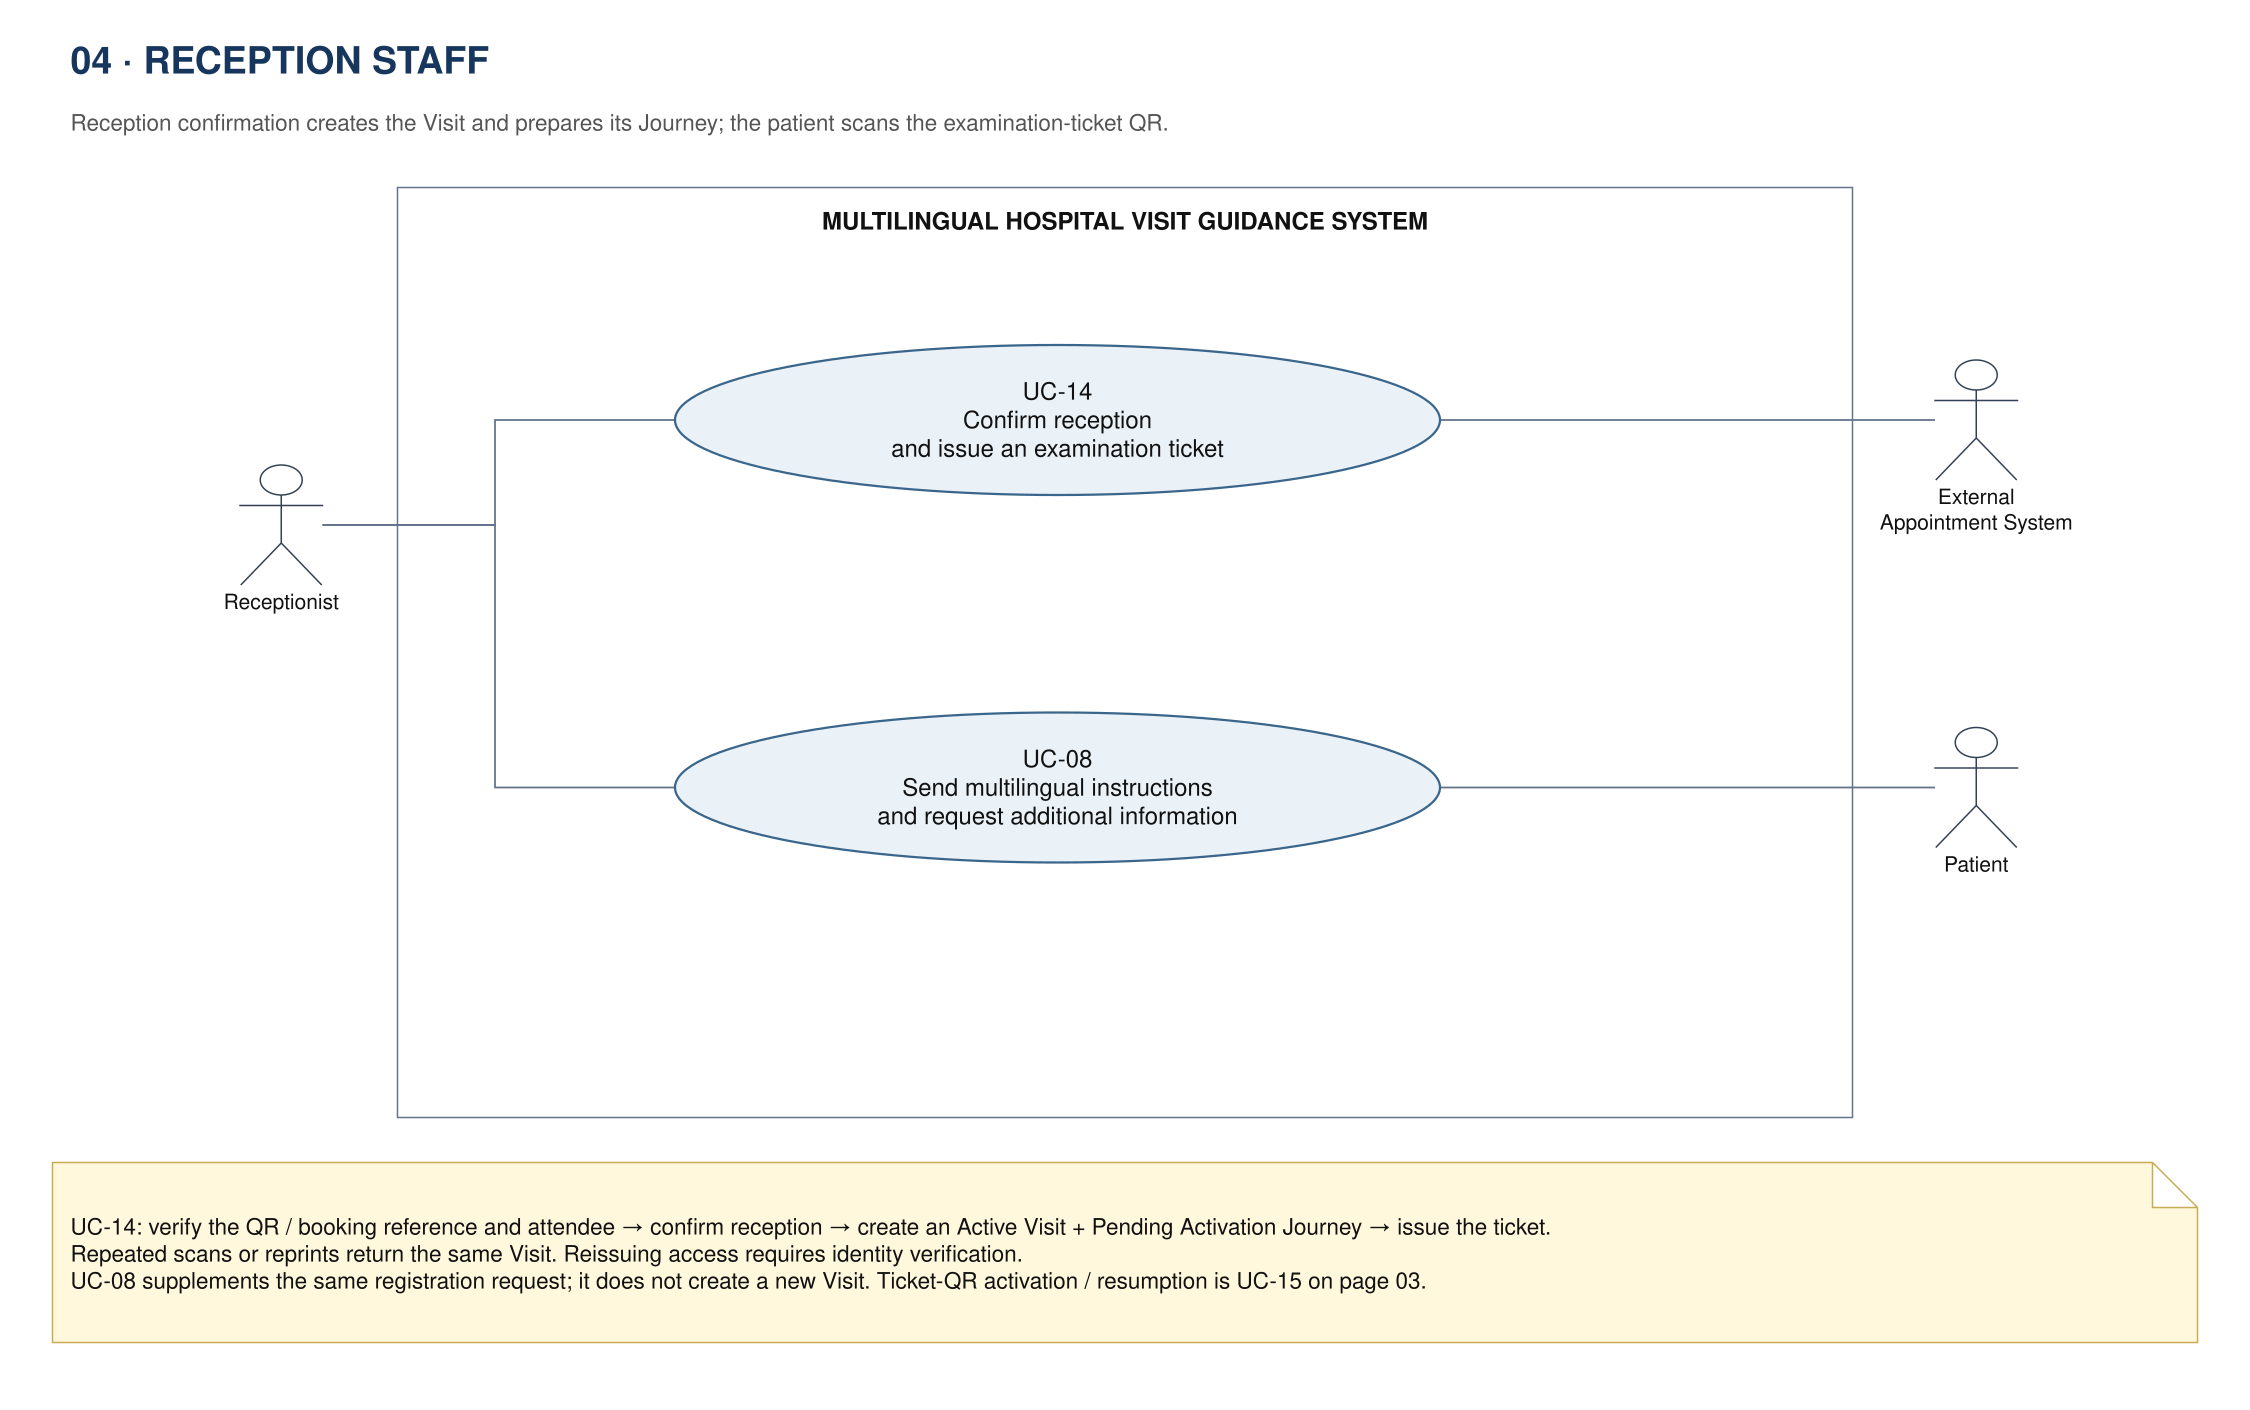 04 · RECEPTION STAFF
Reception confirmation creates the Visit and prepares its Journey; the patient scans the examination-ticket QR.
MULTILINGUAL HOSPITAL VISIT GUIDANCE SYSTEM
UC-14
Confirm reception
and issue an examination ticket
External
Appointment System
Receptionist
UC-08
Send multilingual instructions
and request additional information
Patient
UC-14: verify the QR / booking reference and attendee → confirm reception → create an Active Visit + Pending Activation Journey → issue the ticket.
Repeated scans or reprints return the same Visit. Reissuing access requires identity verification.
UC-08 supplements the same registration request; it does not create a new Visit. Ticket-QR activation / resumption is UC-15 on page 03.